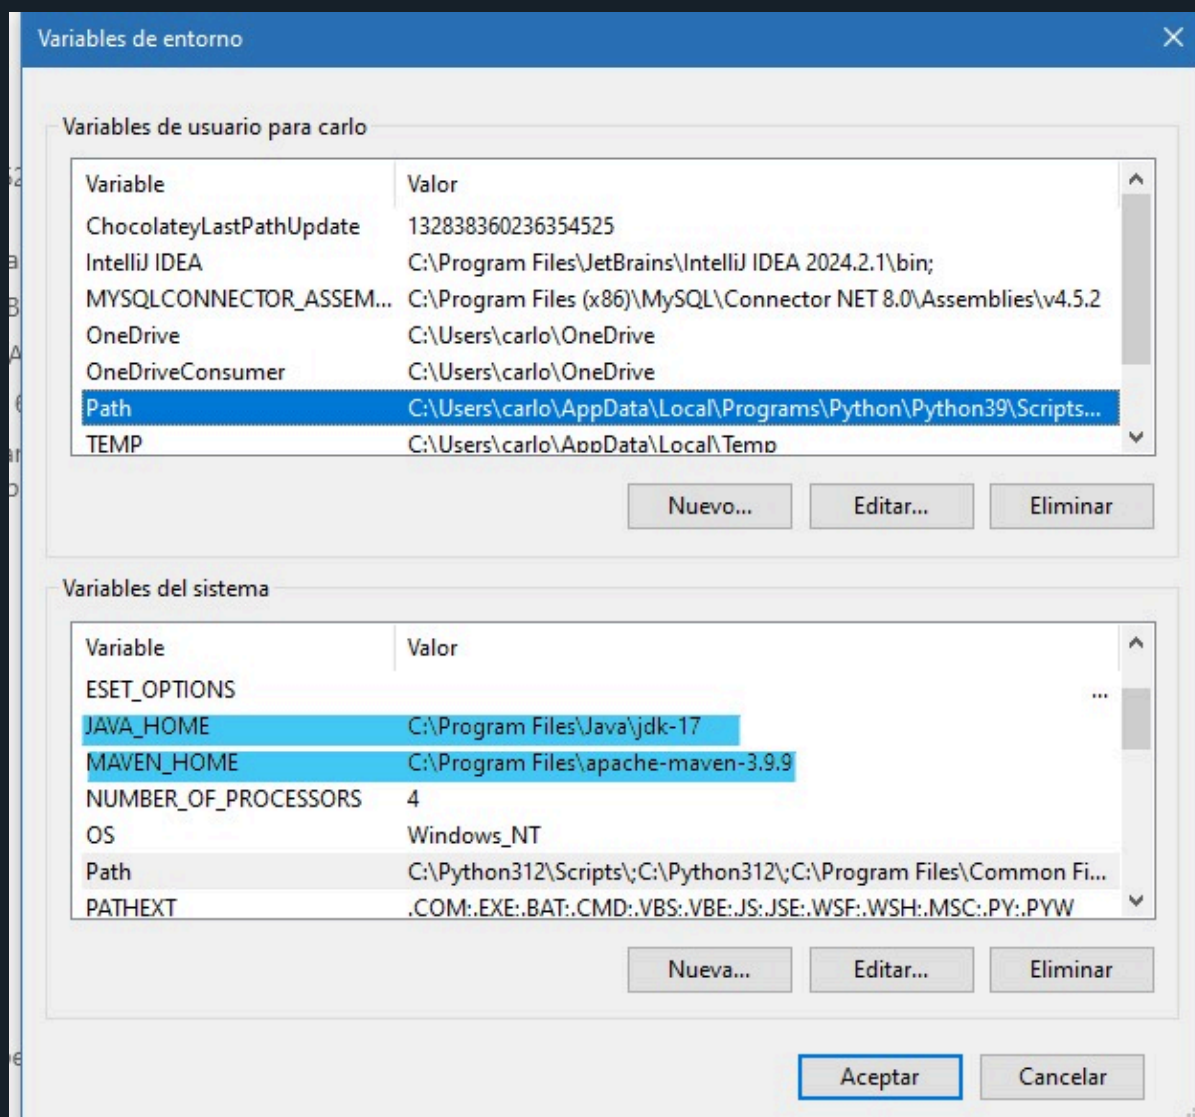 Variables de entorno
Variables de usuario para carlo
Variable Valor
ChocolateyLastPathUpdate 132838360236354525
IntelliJ IDEA C:\Program Files\JetBrains\IntelliJ IDEA 2024.2.1\bin;
MYSQLCONNECTOR_ASSEM... C:\Program Files (x86)\MySQL\Connector NET 8.0\Assemblies\v4.5.2
OneDrive C:\Users\carlo\OneDrive
OneDriveConsumer C:\Users\carlo\OneDrive
Path C:\Users\carlo\AppData\Local\Programs\Python\Python39\Scripts...
TEMP C:\Users\carlo\AppData\Local\Temp
Nuevo... Editar... Eliminar
Variables del sistema
Variable Valor
ESET_OPTIONS ...
JAVA_HOME C:\Program Files\Java\jdk-17
MAVEN_HOME C:\Program Files\apache-maven-3.9.9
NUMBER_OF_PROCESSORS 4
OS Windows_NT
Path C:\Python312\Scripts\;C:\Python312\;C:\Program Files\Common Fi...
PATHEXT .COM;.EXE;.BAT;.CMD;.VBS;.VBE;.JS;.JSE;.WSF;.WSH;.MSC;.PY;.PYW
Nueva... Editar... Eliminar
Aceptar Cancelar